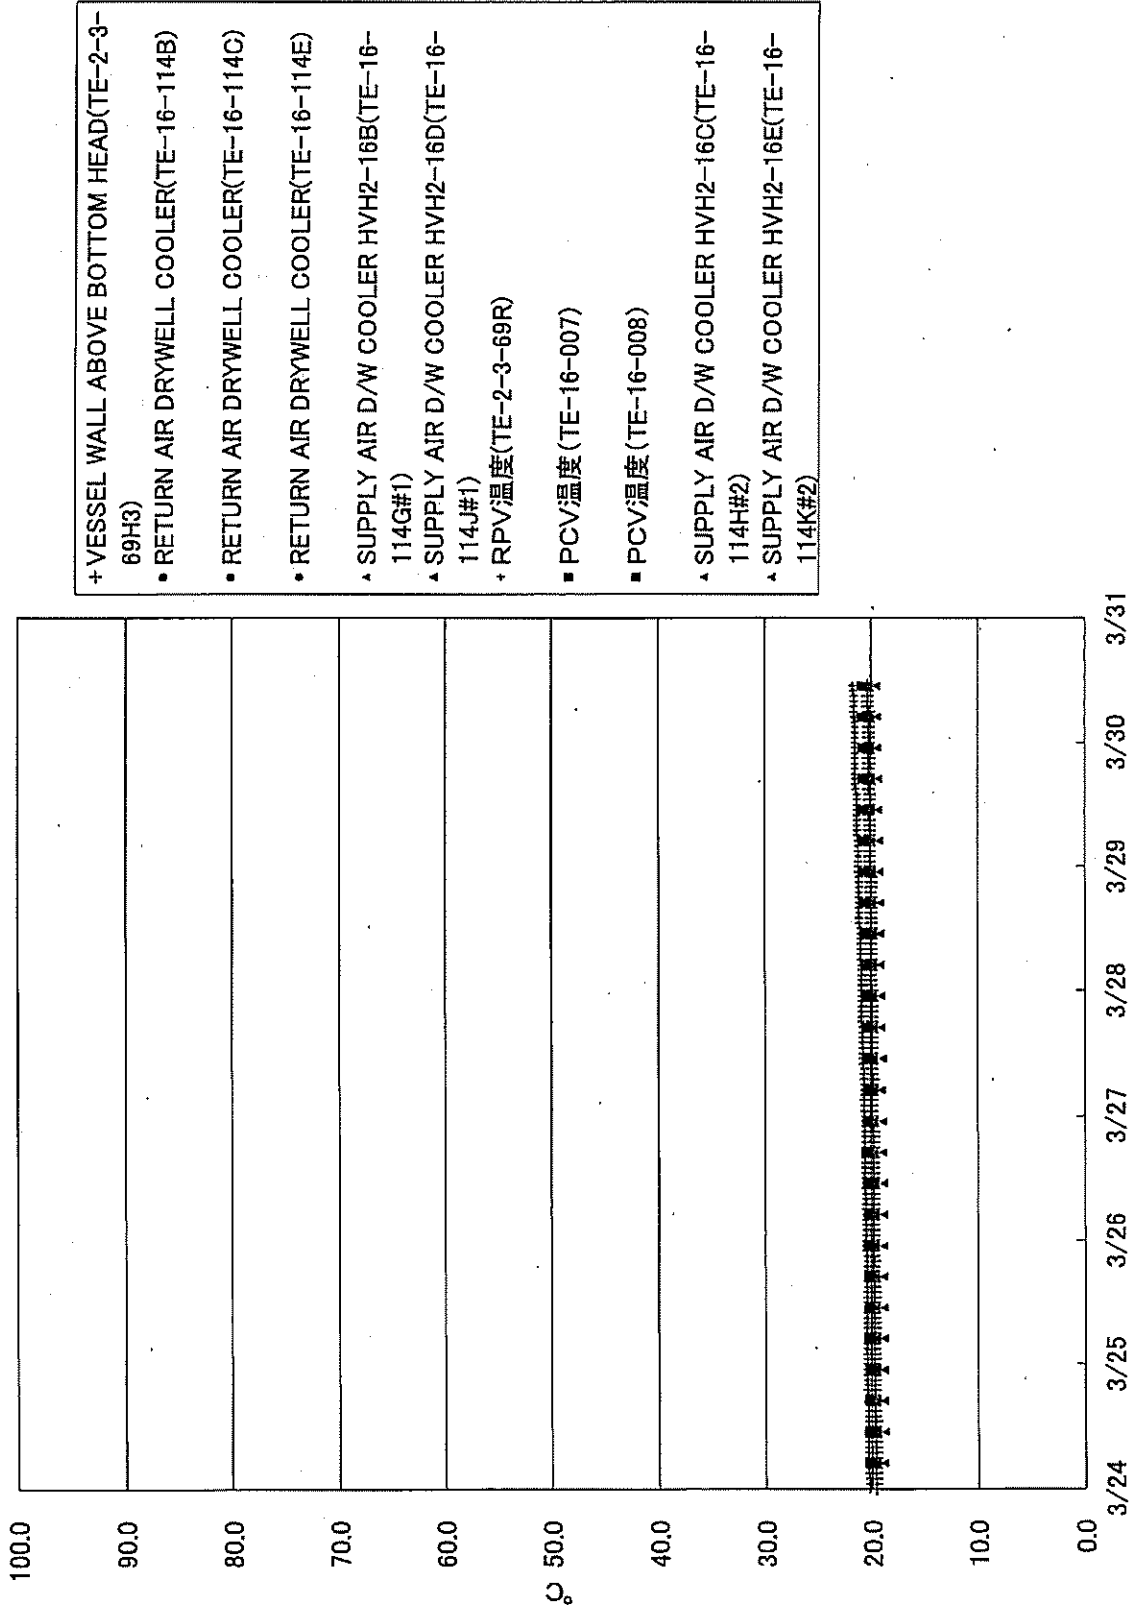 +VESSEL WALL ABOVE BOTTOM HEAD(TE-2-3-
69H3)
• RETURN AIR DRYWELL COOLER(TE-16-114B)
• RETURN AIR DRYWELL COOLER(TE-16-114C)
• RETURN AIR DRYWELL COOLER(TE-16-114E)
▲ SUPPLY AIR D/W COOLER HVH2-16B(TE-16-
114G#1)
▲ SUPPLY AIR D/W COOLER HVH2-16D(TE-16-
114J#1)
+ RPV温度(TE-2-3-69R)
■ PCV温度(TE-16-007)
■ PCV温度(TE-16-008)
▲ SUPPLY AIR D/W COOLER HVH2-16C(TE-16-
114H#2)
▲ SUPPLY AIR D/W COOLER HVH2-16E(TE-16-
114K#2)
100.0
90.0
80.0
70.0
60.0
50.0
40.0
30.0
20.0
10.0
0.0
℃
3/24
3/25
3/26
3/27
3/28
3/29
3/30
3/31